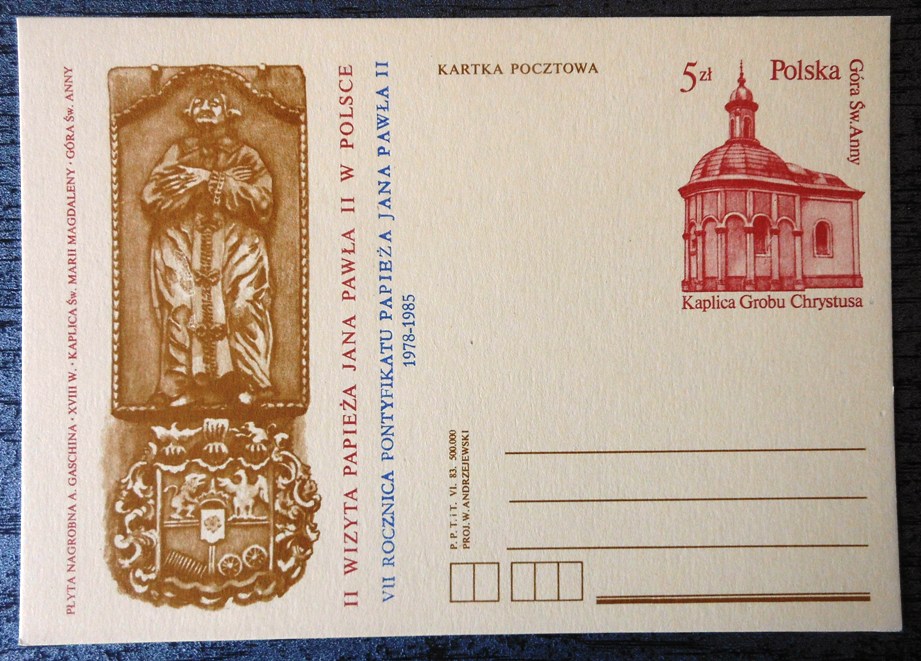 PŁYTA NAGROBNA A. GASCHINA · XVIII W. · KAPLICA ŚW. MARII MAGDALENY · GÓRA ŚW. ANNY
II WIZYTA PAPIEŻA JANA PAWŁA II W POLSCE
VII ROCZNICA PONTYFIKATU PAPIEŻA JANA PAWŁA II
1978-1985
KARTKA POCZTOWA
5 zł
Polska
Góra Św. Anny
Kaplica Grobu Chrystusa
P. P. T. i T. VI. 83. 500.000
PROJ. W. ANDRZEJEWSKI